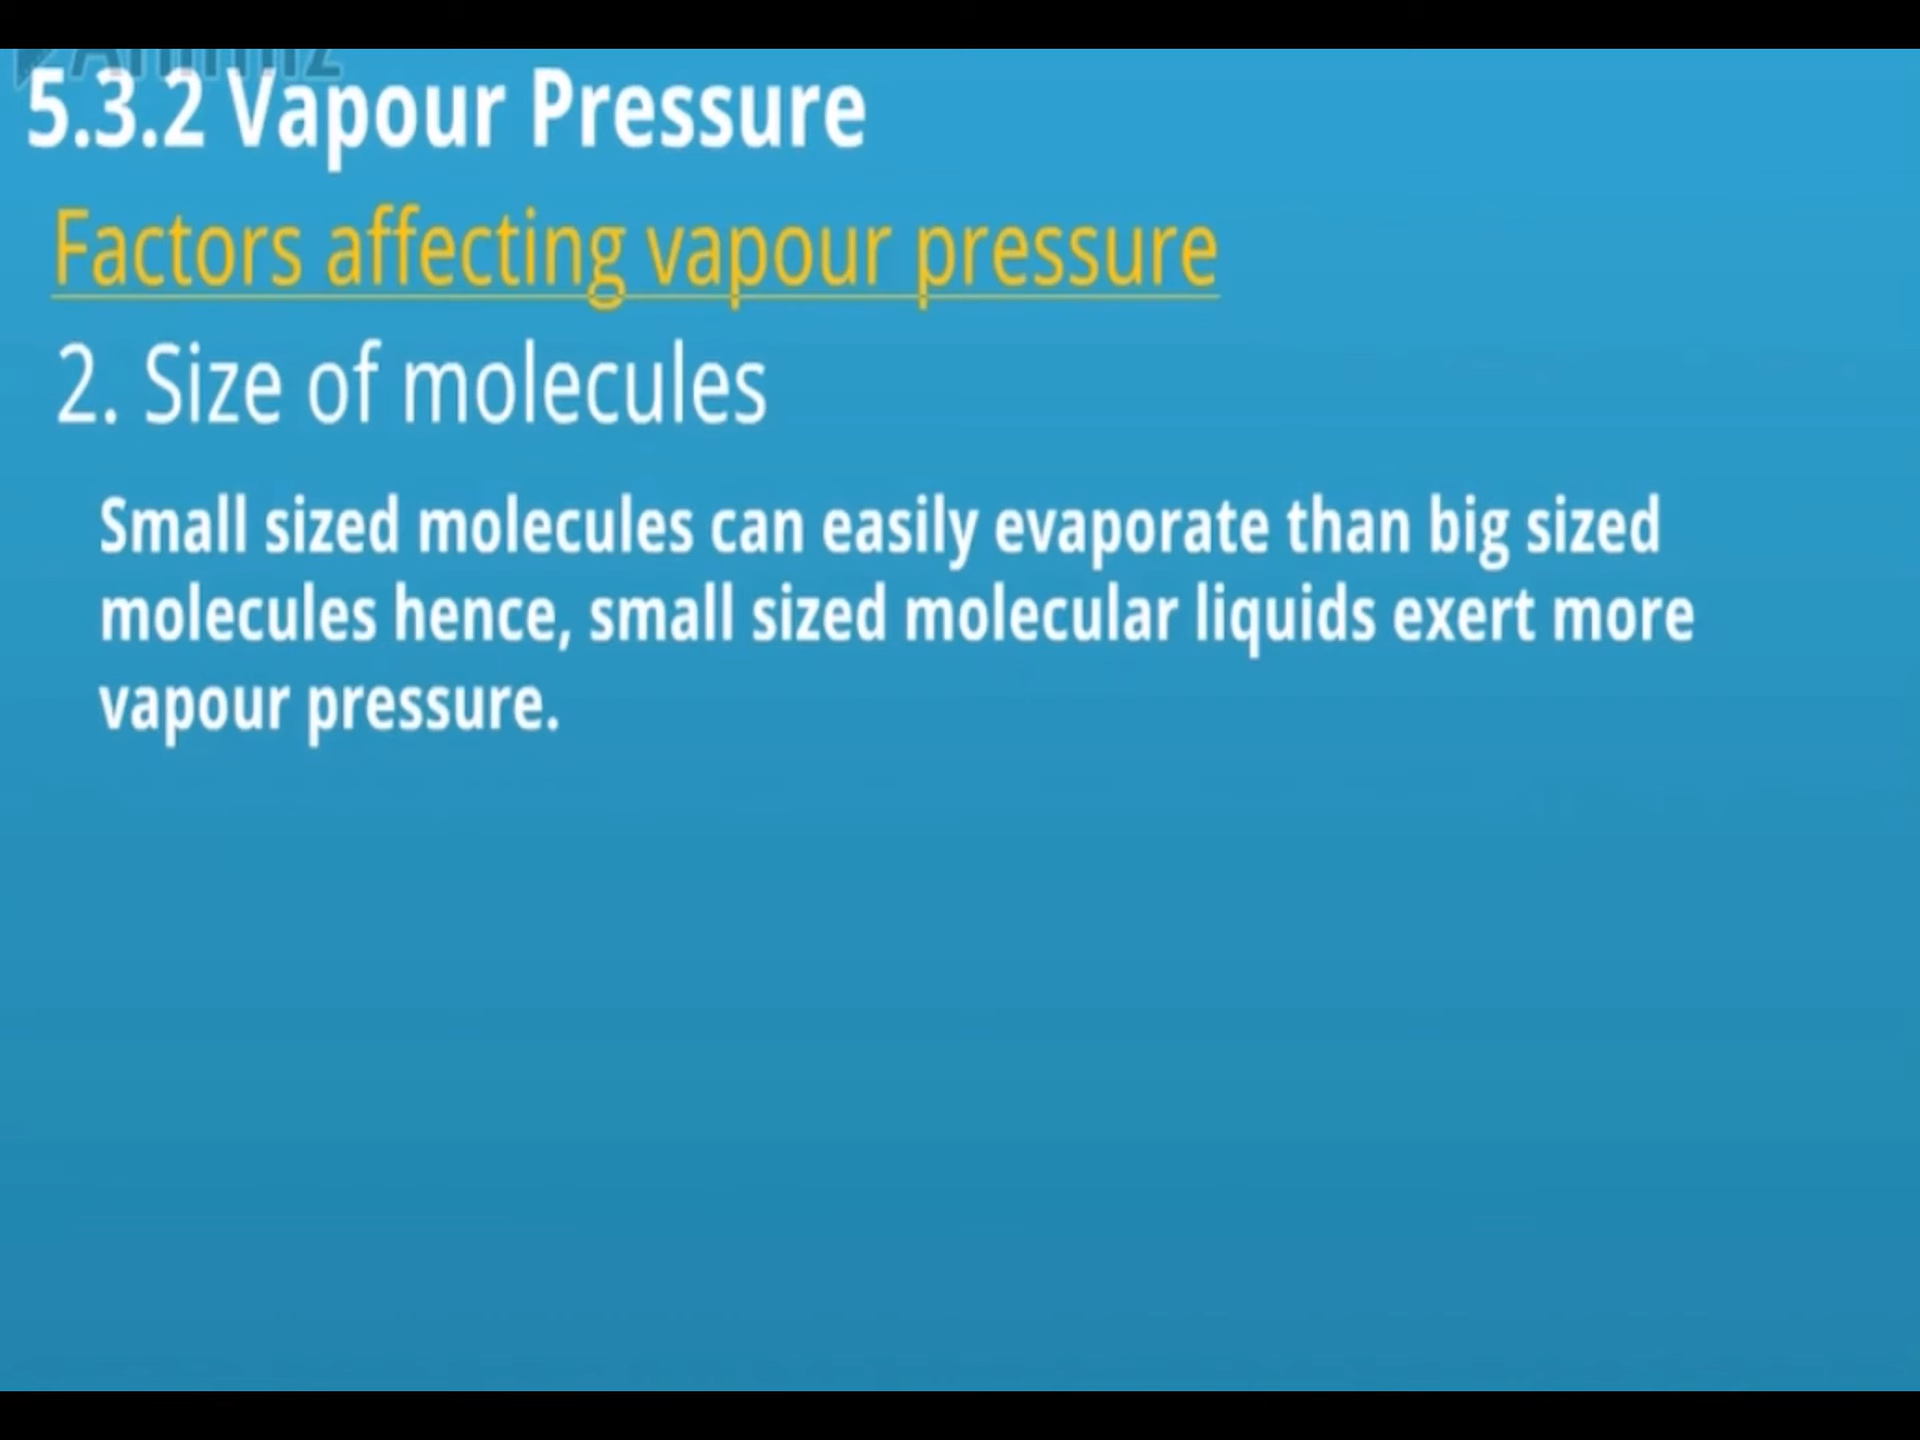 5.3.2 Vapour Pressure
Factors affecting vapour pressure
2. Size of molecules
Small sized molecules can easily evaporate than big sized
molecules hence, small sized molecular liquids exert more
vapour pressure.